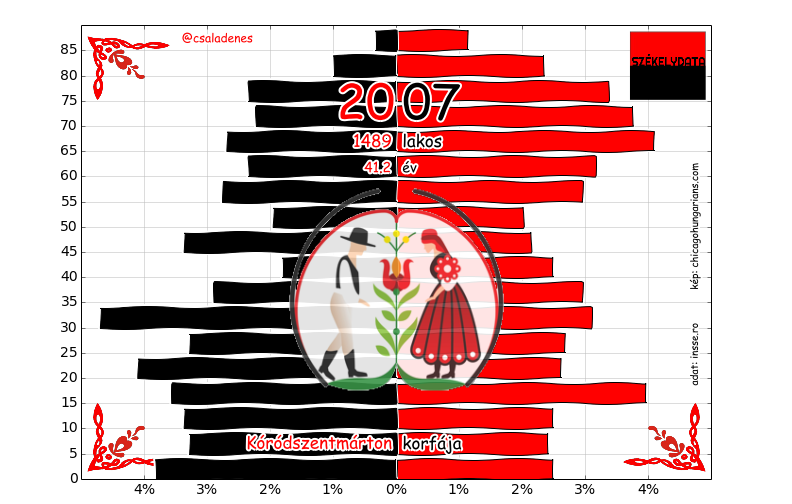 @csaladenes
SZÉKELYDATA
2007
1489 lakos
41,2 év
kép: chicagohungarians.com
adat: insse.ro
Kóródszentmárton korfája
85
80
75
70
65
60
55
50
45
40
35
30
25
20
15
10
5
0
4% 3% 2% 1% 0% 1% 2% 3% 4%